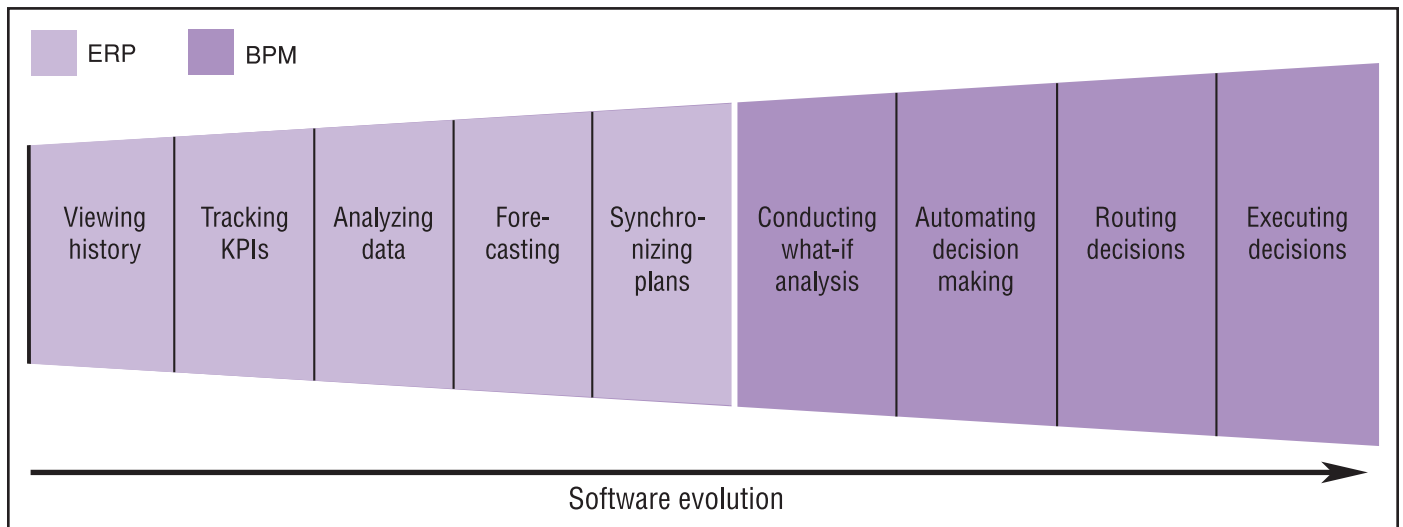 ERP
BPM
Viewing
history
Tracking
KPIs
Analyzing
data
Fore-
casting
Synchro-
nizing
plans
Conducting
what-if
analysis
Automating
decision
making
Routing
decisions
Executing
decisions
Software evolution